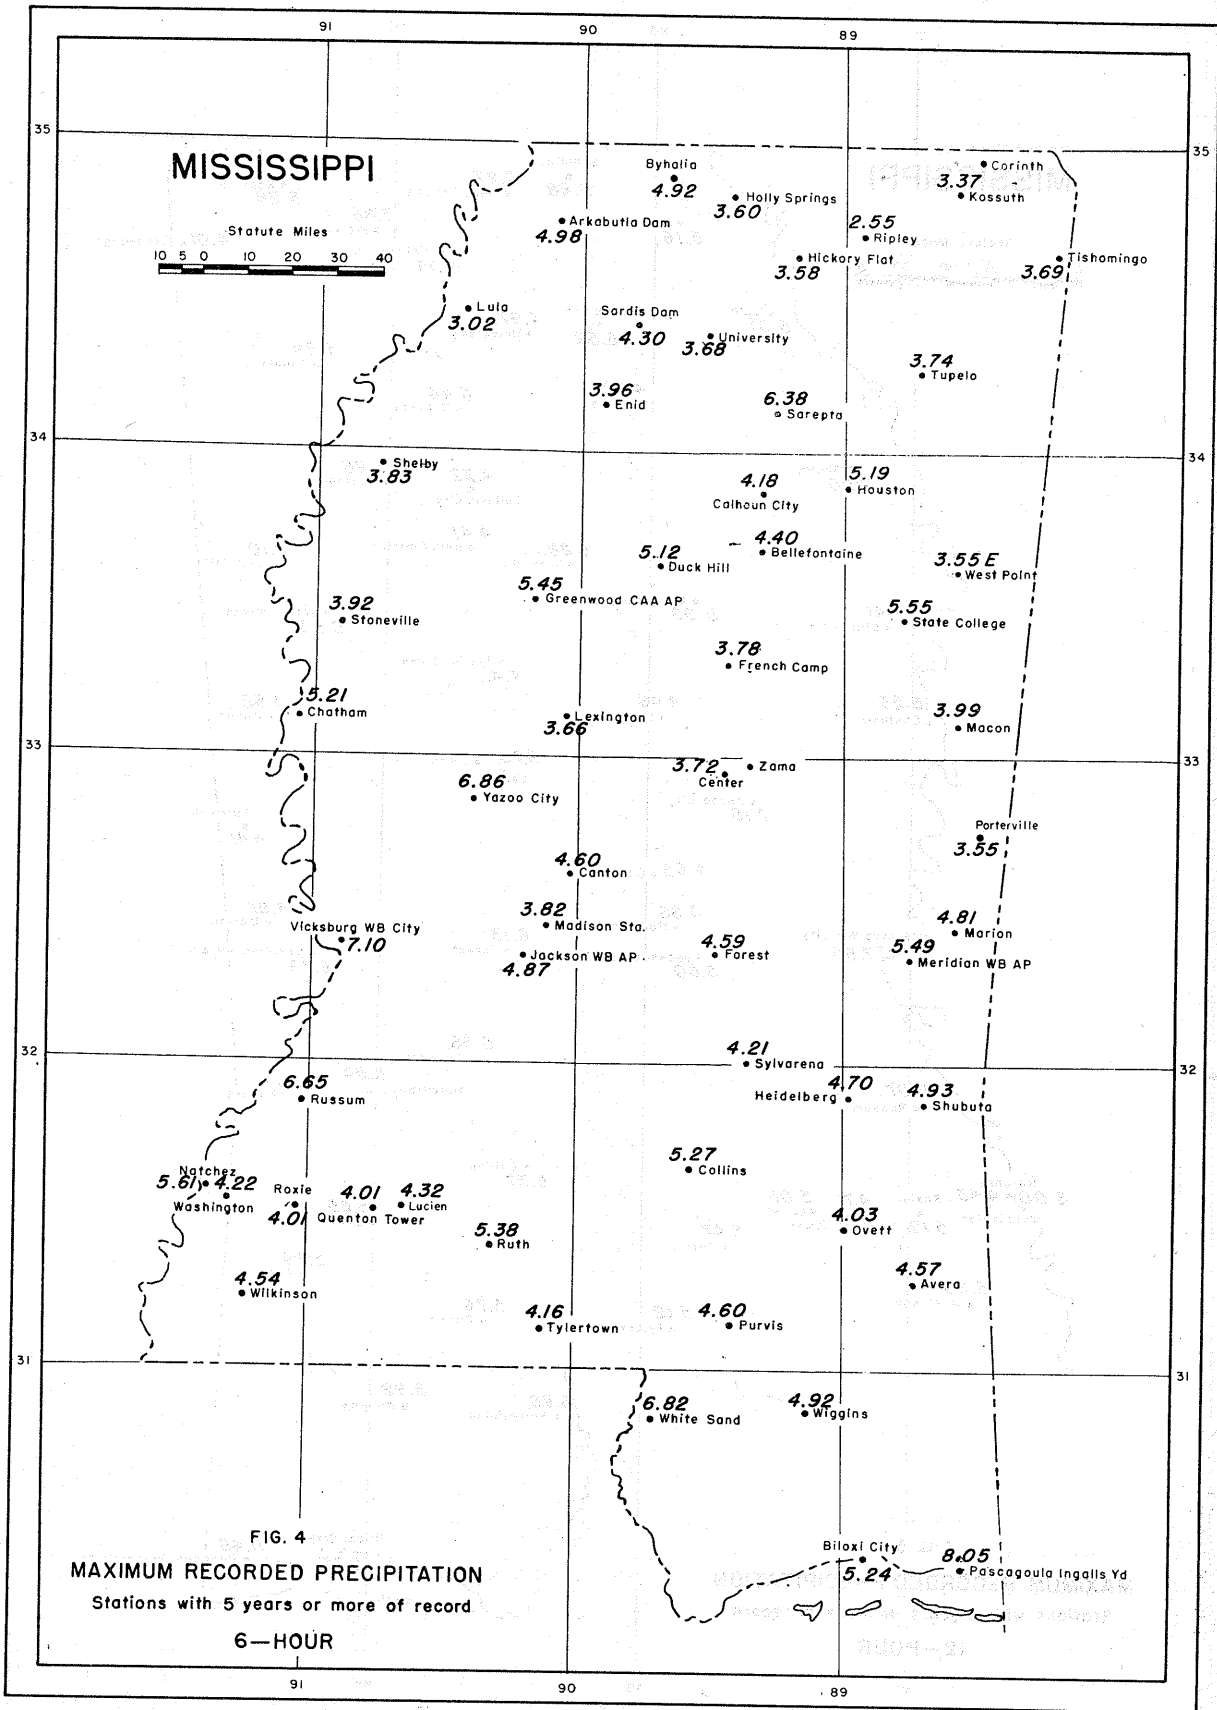 91 90 89
35 35
MISSISSIPPI
Statute Miles
10 5 0 10 20 30 40
Corinth
3.37
Kossuth
Byhalia
4.92
Holly Springs
3.60
Arkabutla Dam
4.98
2.55
Ripley
Hickory Flat
3.58
Tishomingo
3.69
Lula
3.02
Sardis Dam
4.30
University
3.68
3.74
Tupelo
3.96
Enid
6.38
Sarepta
34 34
Shelby
3.83
4.18
Calhoun City
5.19
Houston
4.40
Bellefontaine
5.12
Duck Hill
3.55 E
West Point
5.45
Greenwood CAA AP
3.92
Stoneville
5.55
State College
3.78
French Camp
5.21
Chatham
Lexington
3.66
3.99
Macon
33 33
3.72
Center
Zama
6.86
Yazoo City
Porterville
3.55
4.60
Canton
3.82
Madison Sta.
Vicksburg WB City
7.10
Jackson WB AP
4.87
4.59
Forest
4.81
Marion
5.49
Meridian WB AP
32 32
4.21
Sylvarena
6.65
Russum
4.70
Heidelberg
4.93
Shubuta
5.27
Collins
Natchez
5.61
4.22
Washington
Roxie
4.01
4.01
Quenton Tower
4.32
Lucien
5.38
Ruth
4.03
Ovett
4.57
Avera
4.54
Wilkinson
4.16
Tylertown
4.60
Purvis
31 31
6.82
White Sand
4.92
Wiggins
Biloxi City
5.24
8.05
Pascagoula Ingalls Yd
FIG. 4
MAXIMUM RECORDED PRECIPITATION
Stations with 5 years or more of record
6—HOUR
91 90 89